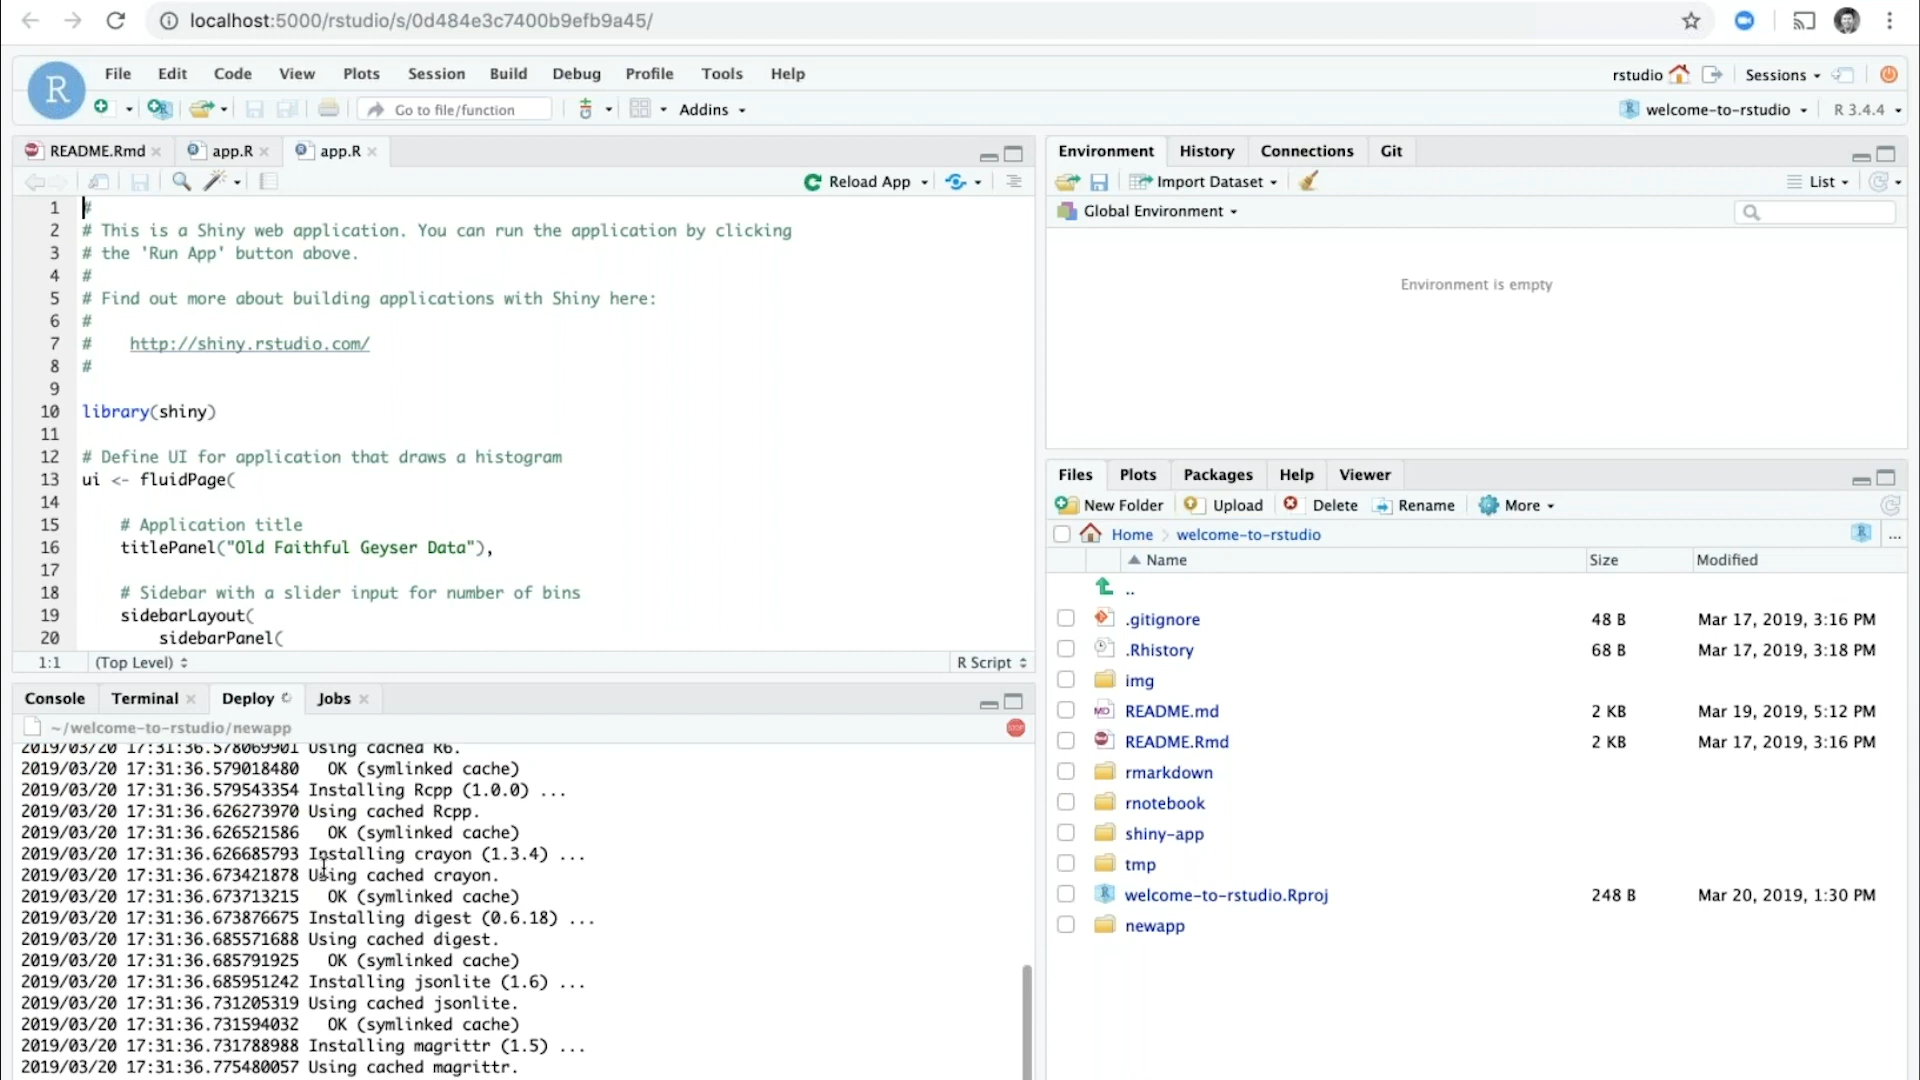 localhost:5000/rstudio/s/0d484e3c7400b9efb9a45/
R
File Edit Code View Plots Session Build Debug Profile Tools Help
rstudio Sessions
Go to file/function Addins
welcome-to-rstudio R 3.4.4
README.Rmd app.R app.R
Reload App
1 #
2 # This is a Shiny web application. You can run the application by clicking
3 # the 'Run App' button above.
4 #
5 # Find out more about building applications with Shiny here:
6 #
7 # http://shiny.rstudio.com/
8 #
9
10 library(shiny)
11
12 # Define UI for application that draws a histogram
13 ui <- fluidPage(
14
15 # Application title
16 titlePanel("Old Faithful Geyser Data"),
17
18 # Sidebar with a slider input for number of bins
19 sidebarLayout(
20 sidebarPanel(
1:1 (Top Level) R Script
Console Terminal Deploy Jobs
~/welcome-to-rstudio/newapp
STOP
2019/03/20 17:31:36.578069901 Using cached R6.
2019/03/20 17:31:36.579018480 OK (symlinked cache)
2019/03/20 17:31:36.579543354 Installing Rcpp (1.0.0) ...
2019/03/20 17:31:36.626273970 Using cached Rcpp.
2019/03/20 17:31:36.626521586 OK (symlinked cache)
2019/03/20 17:31:36.626685793 Installing crayon (1.3.4) ...
2019/03/20 17:31:36.673421878 Using cached crayon.
2019/03/20 17:31:36.673713215 OK (symlinked cache)
2019/03/20 17:31:36.673876675 Installing digest (0.6.18) ...
2019/03/20 17:31:36.685571688 Using cached digest.
2019/03/20 17:31:36.685791925 OK (symlinked cache)
2019/03/20 17:31:36.685951242 Installing jsonlite (1.6) ...
2019/03/20 17:31:36.731205319 Using cached jsonlite.
2019/03/20 17:31:36.731594032 OK (symlinked cache)
2019/03/20 17:31:36.731788988 Installing magrittr (1.5) ...
2019/03/20 17:31:36.775480057 Using cached magrittr.
Environment History Connections Git
Import Dataset List
Global Environment
Environment is empty
Files Plots Packages Help Viewer
New Folder Upload Delete Rename More
Home welcome-to-rstudio ...
Name Size Modified
..
.gitignore 48 B Mar 17, 2019, 3:16 PM
.Rhistory 68 B Mar 17, 2019, 3:18 PM
img
README.md 2 KB Mar 19, 2019, 5:12 PM
README.Rmd 2 KB Mar 17, 2019, 3:16 PM
rmarkdown
rnotebook
shiny-app
tmp
welcome-to-rstudio.Rproj 248 B Mar 20, 2019, 1:30 PM
newapp